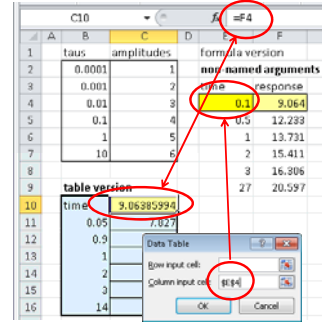 C10 fx =F4
A B C D E F
1 taus amplitudes formula version
2 0.0001 1 non-named arguments
3 0.001 2 time response
4 0.01 3 0.1 9.064
5 0.1 4 0.5 12.233
6 1 5 1 13.731
7 10 6 2 15.411
8 3 16.306
9 table version 27 20.597
10 time 9.06385994
11 0.05 7.827
12 0.9
13 1
14 2
15 3
16 14
Data Table
Row input cell:
Column input cell: $E$4
OK Cancel